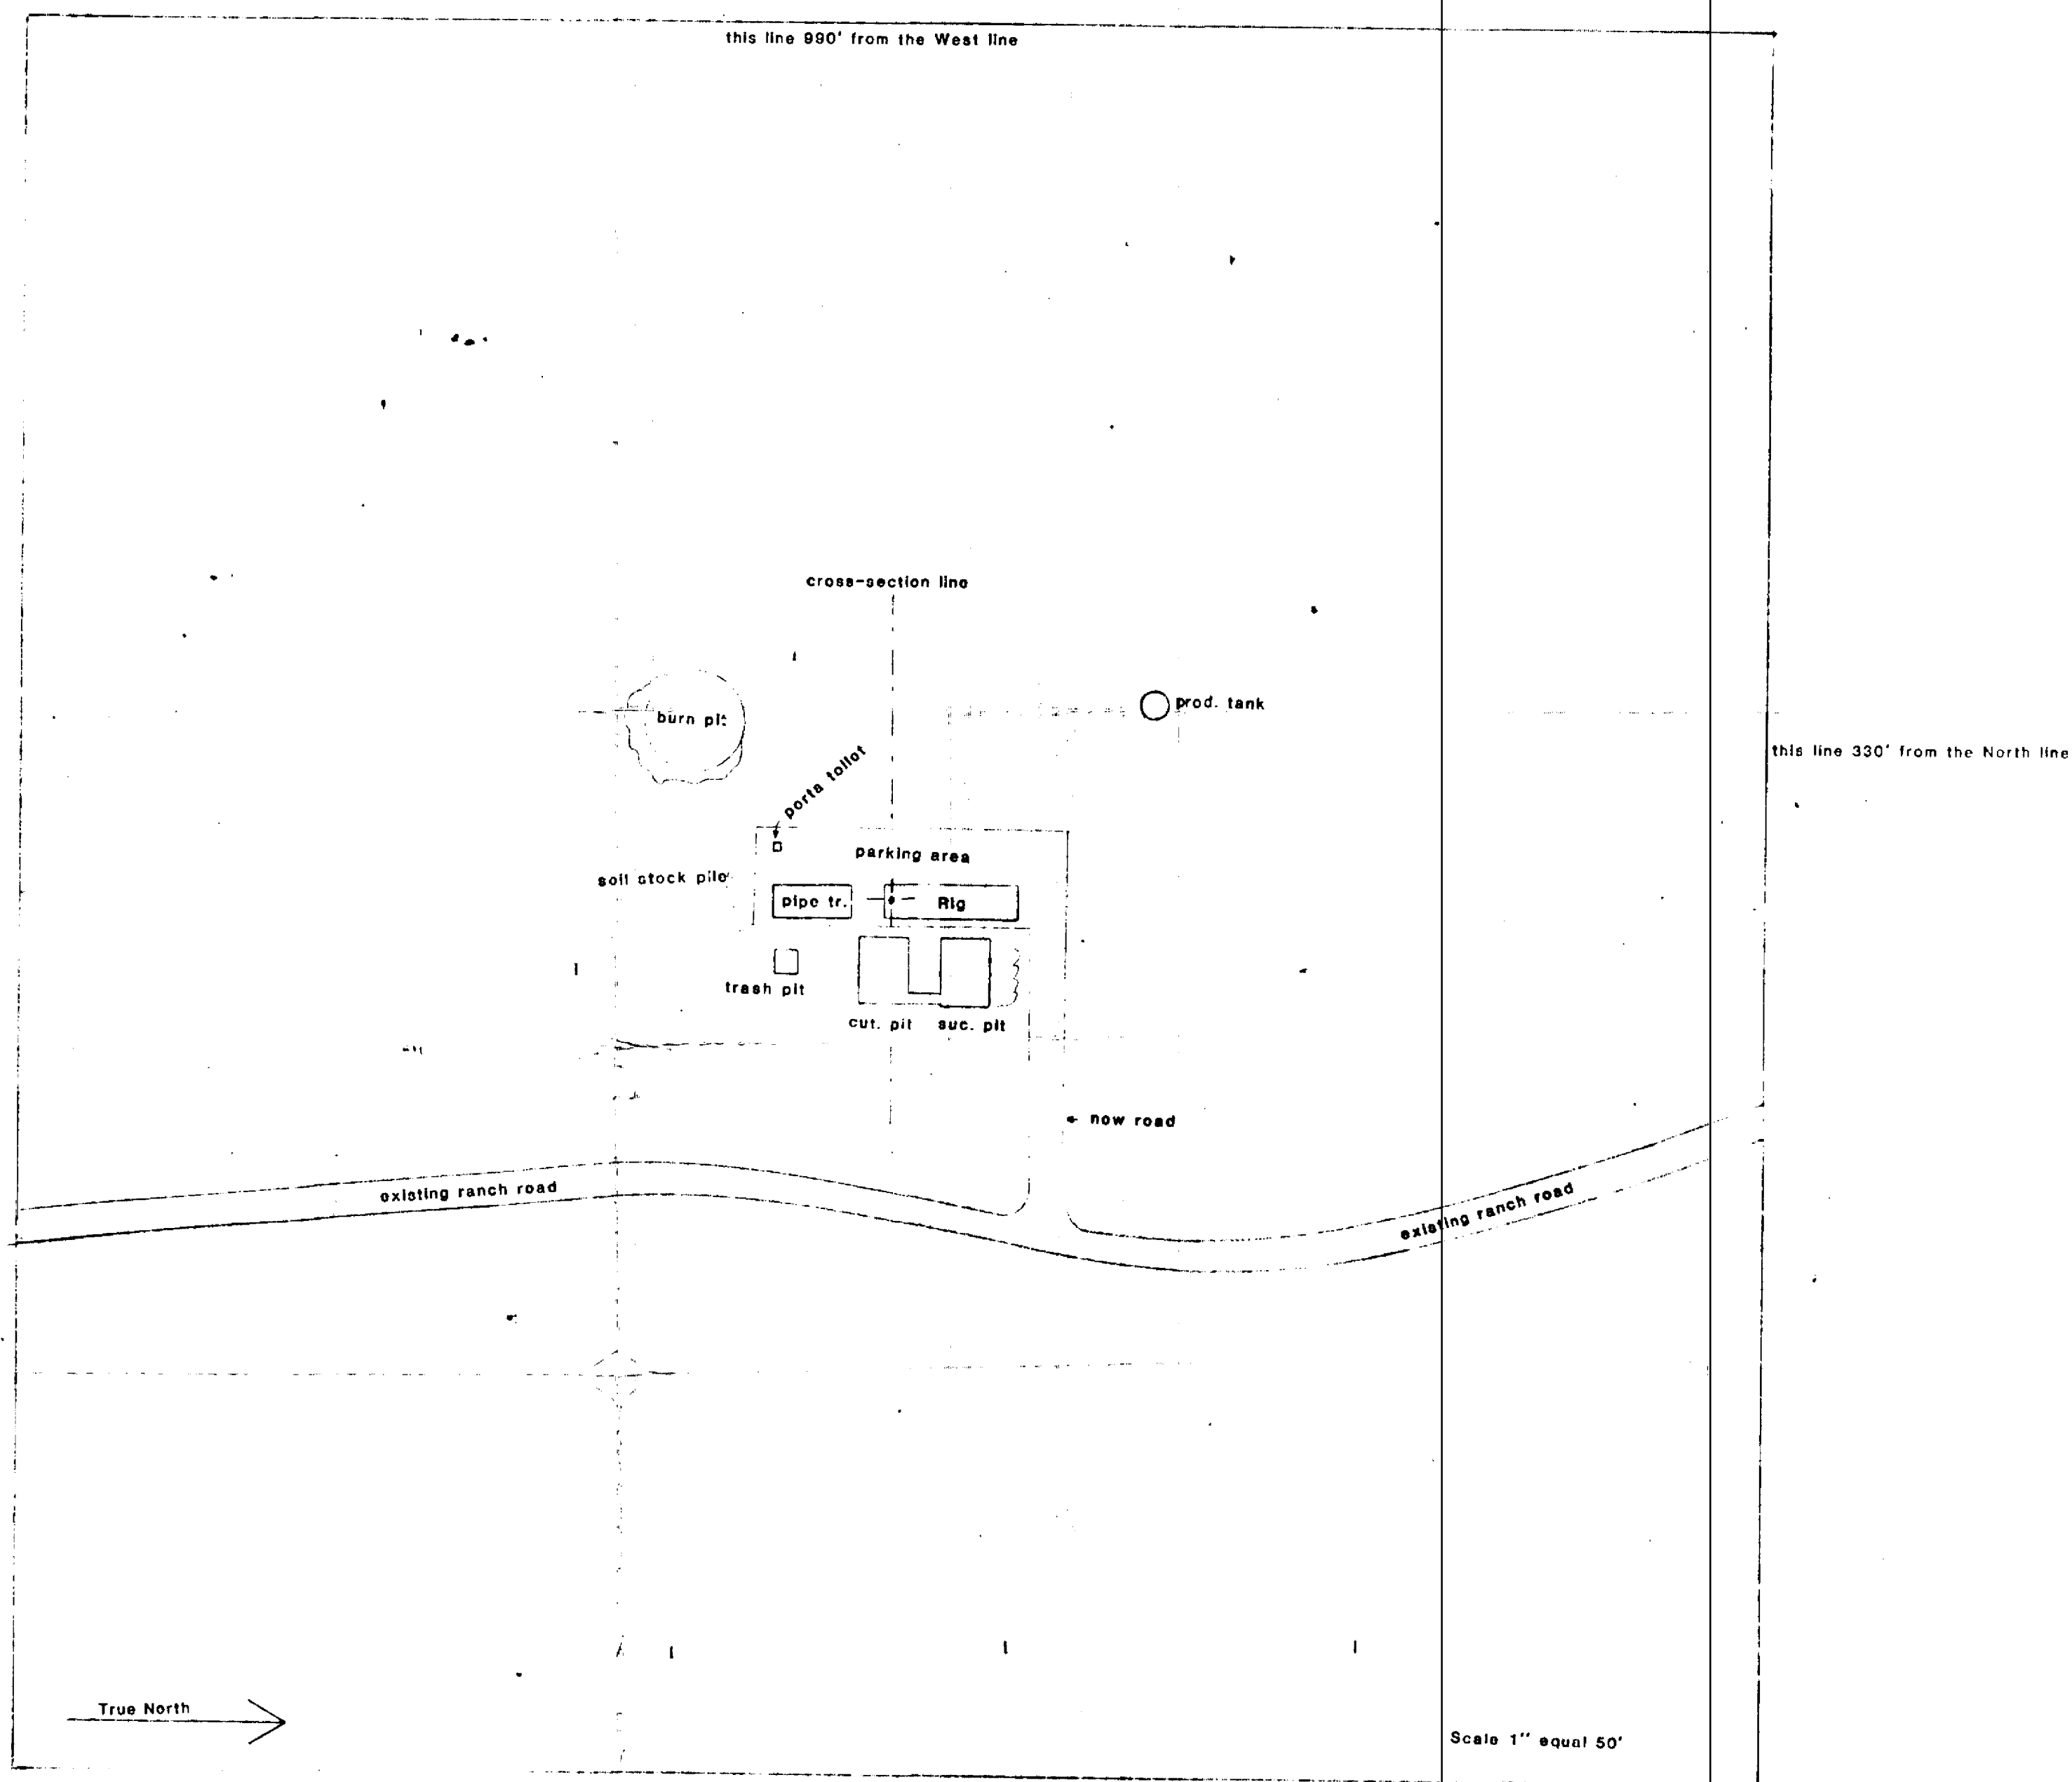 this line 990' from the West line
cross-section line
burn pit
prod. tank
this line 330' from the North line
porta toilet
parking area
soil stock pile
pipe tr.
Rig
trash pit
cut. pit
suc. pit
new road
existing ranch road
existing ranch road
True North
Scale 1'' equal 50'